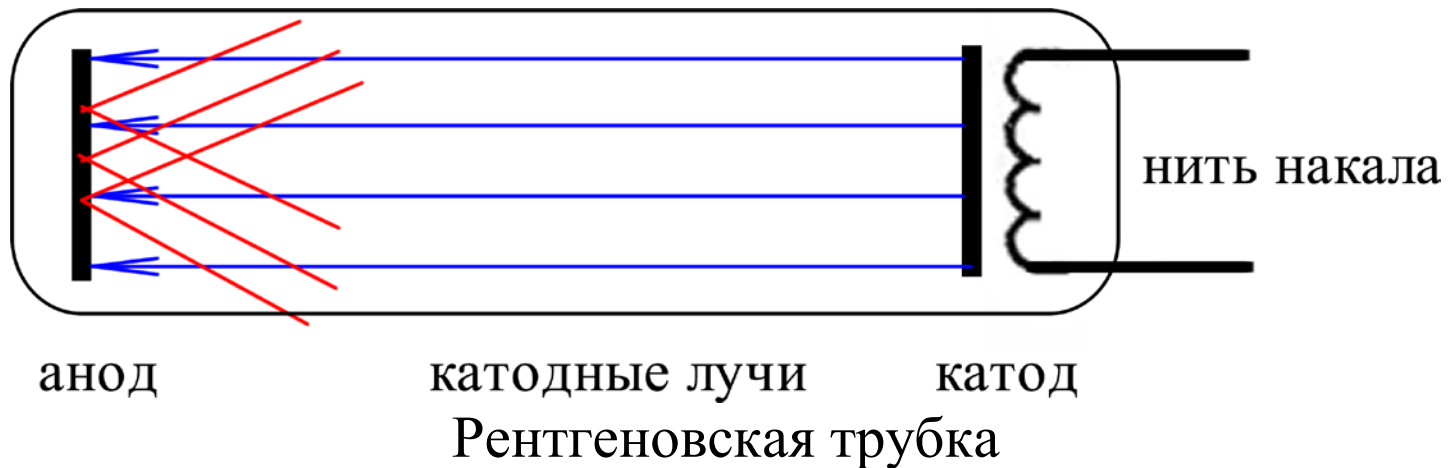 нить накала
анод катодные лучи катод
Рентгеновская трубка